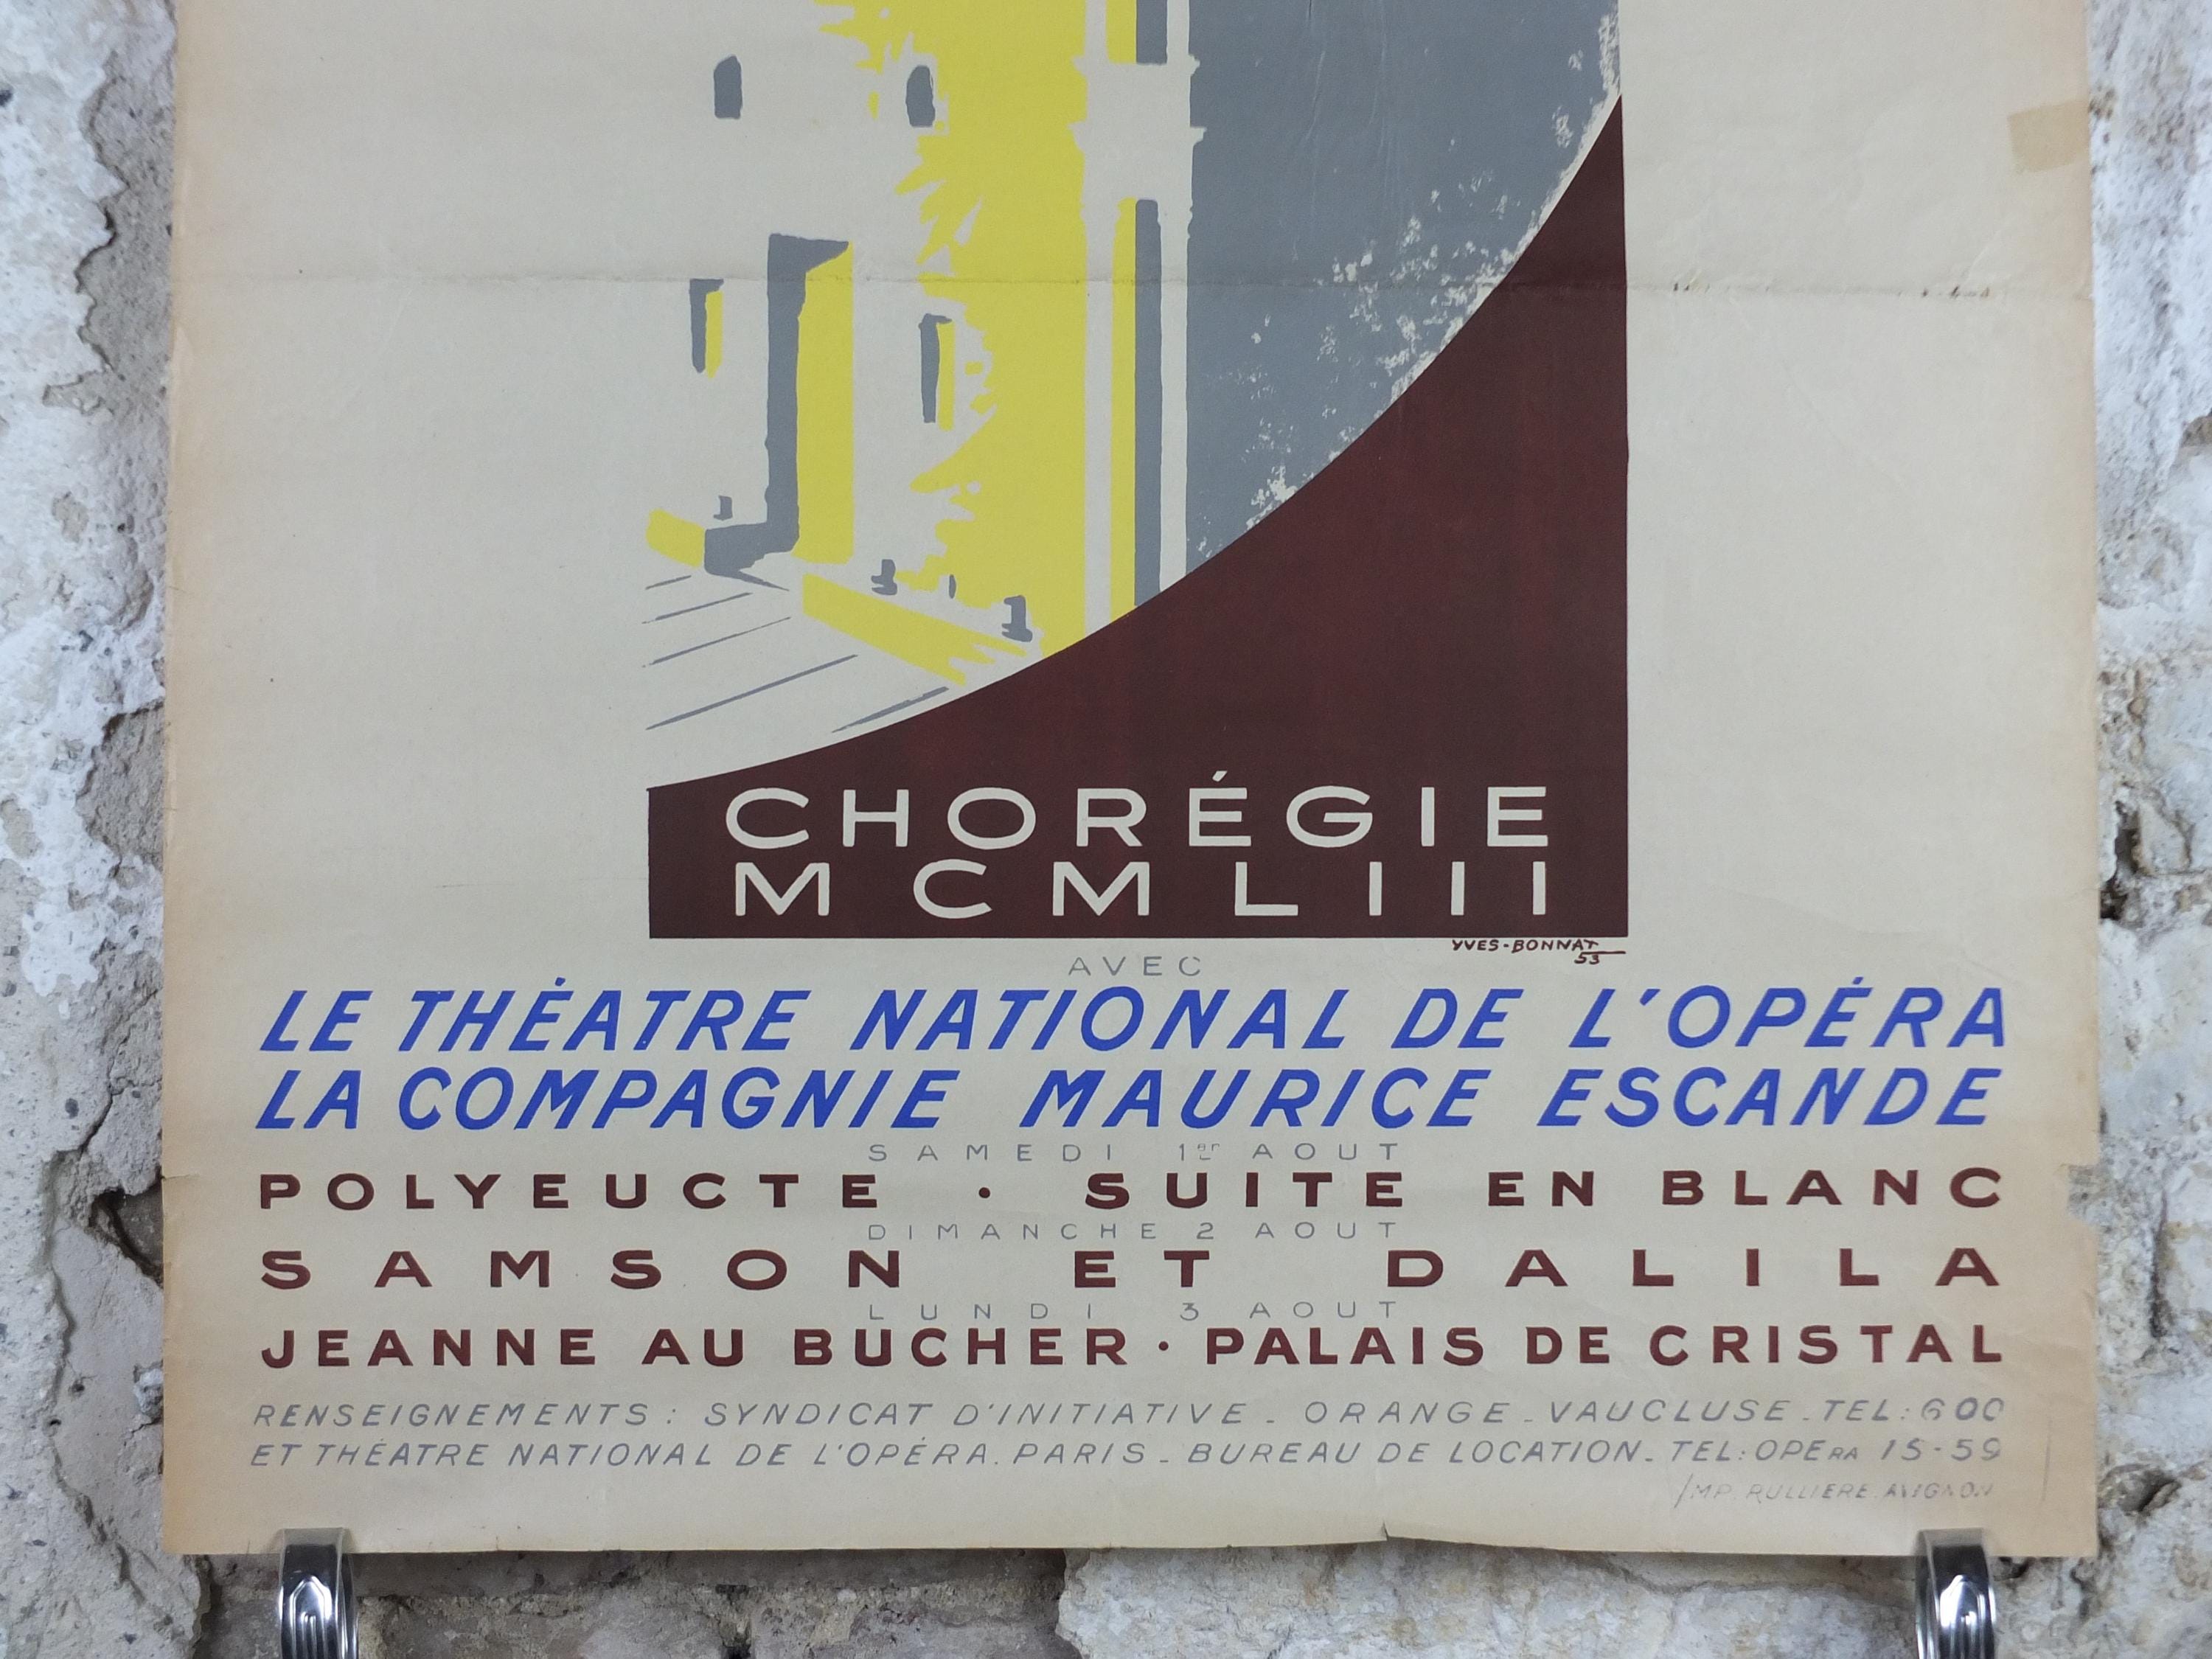 CHORÉGIE
MCMLIII
YVES-BONNAT
53
AVEC
LE THÉATRE NATIONAL DE L'OPÉRA
LA COMPAGNIE MAURICE ESCANDE
SAMEDI 1er AOUT
POLYEUCTE • SUITE EN BLANC
DIMANCHE 2 AOUT
SAMSON ET DALILA
LUNDI 3 AOUT
JEANNE AU BUCHER • PALAIS DE CRISTAL
RENSEIGNEMENTS : SYNDICAT D'INITIATIVE - ORANGE - VAUCLUSE - TEL : 600
ET THÉATRE NATIONAL DE L'OPÉRA. PARIS - BUREAU DE LOCATION - TEL : OPERA 15-59
IMP. RULLIERE. AVIGNON